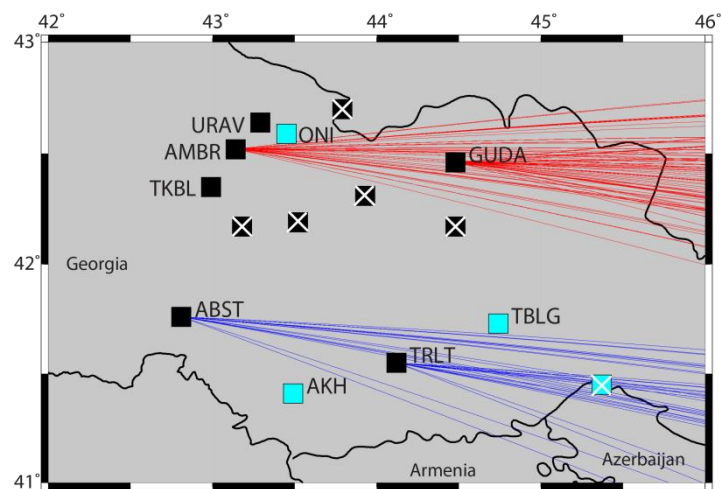 42° 43° 44° 45° 46°
43°
URAV
ONI
AMBR
GUDA
TKBL
42°
Georgia
ABST
TBLG
TRLT
AKH
Armenia
Azerbaijan
41°